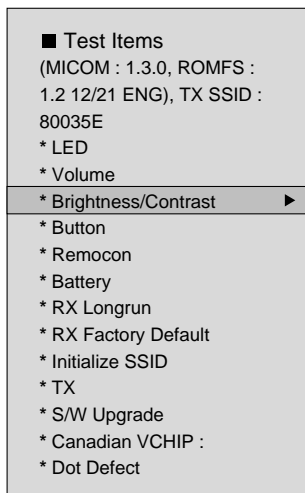 ■ Test Items
(MICOM : 1.3.0, ROMFS :
1.2 12/21 ENG), TX SSID :
80035E
* LED
* Volume
* Brightness/Contrast ▶
* Button
* Remocon
* Battery
* RX Longrun
* RX Factory Default
* Initialize SSID
* TX
* S/W Upgrade
* Canadian VCHIP :
* Dot Defect